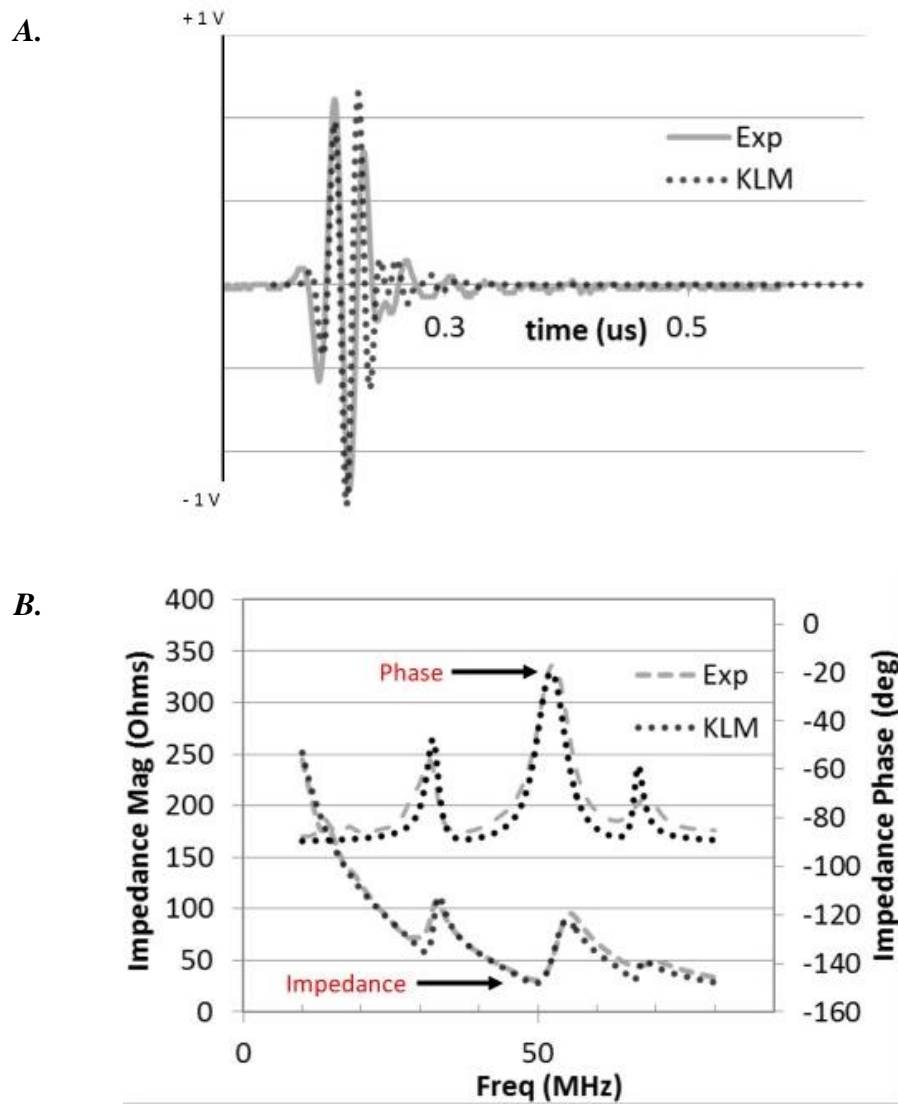 A.
+1V
Exp
KLM
0.3 time (us) 0.5
-1V
B.
400
350
300
250
200
150
100
50
0
Impedance Mag (Ohms)
Phase
Exp
KLM
Impedance
0
-20
-40
-60
-80
-100
-120
-140
-160
Impedance Phase (deg)
0 50
Freq (MHz)